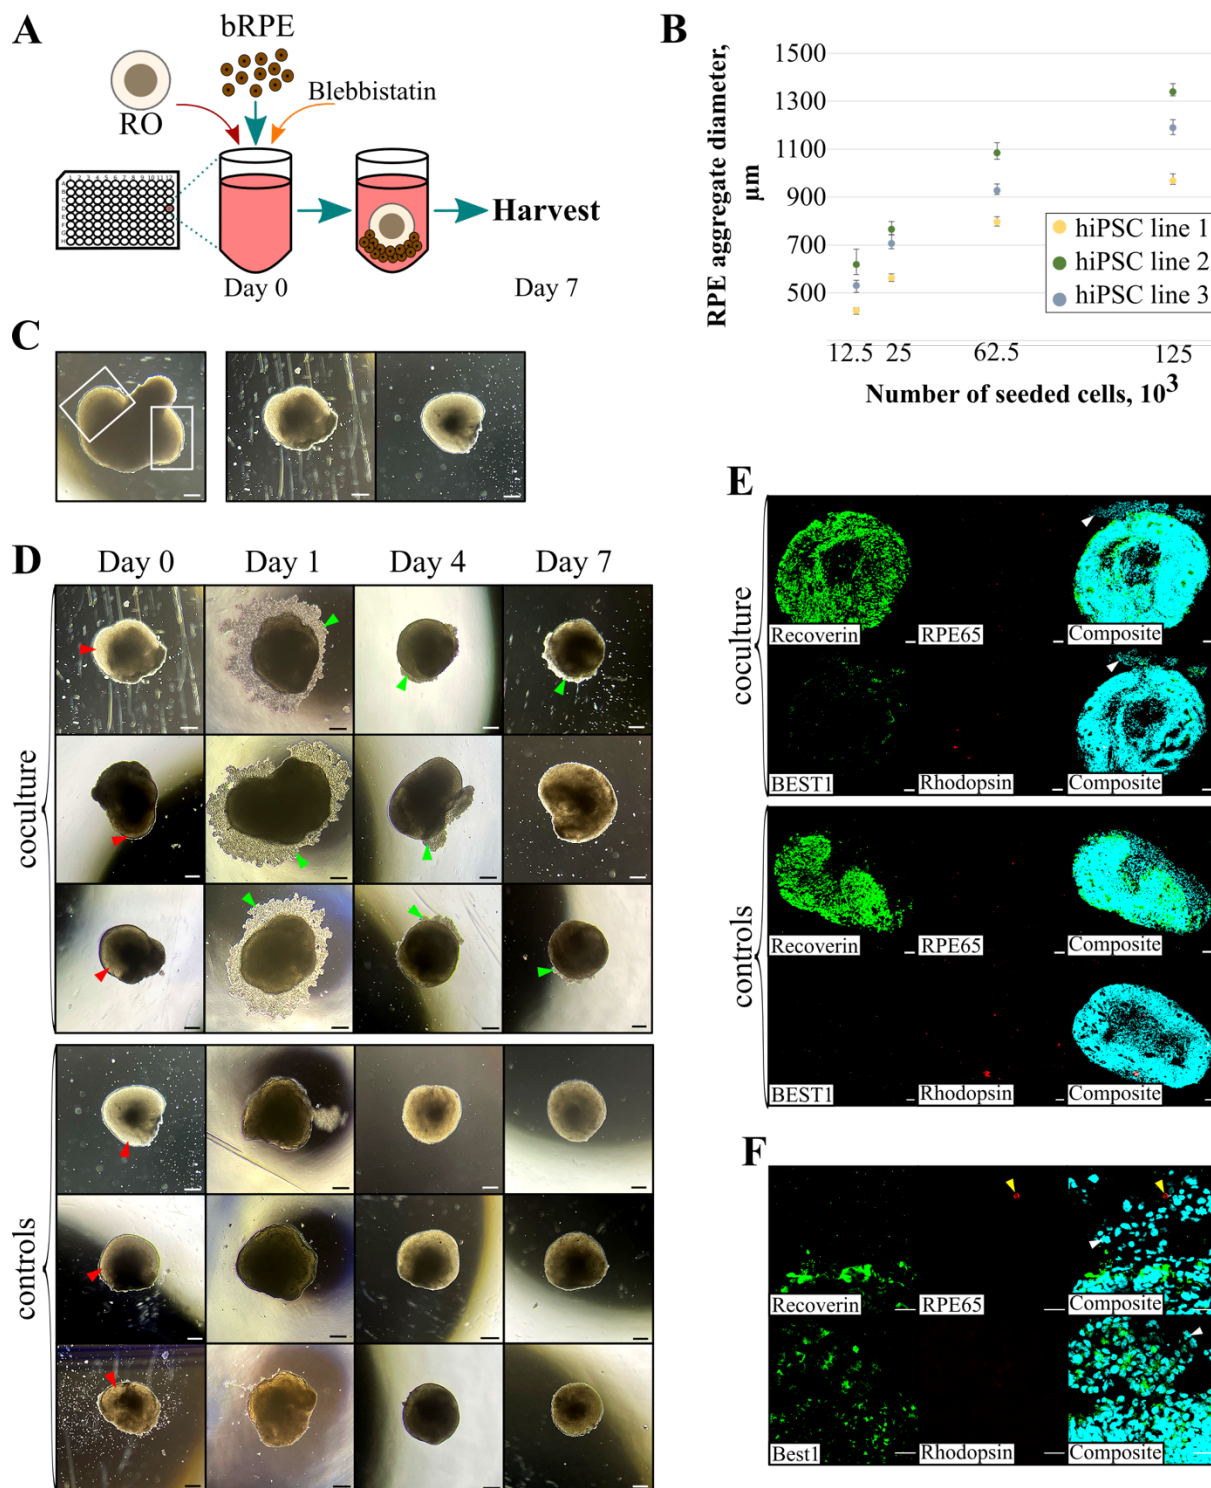 A
bRPE
RO
Blebbistatin
Harvest
Day 0
Day 7
B
RPE aggregate diameter,
μm
1500
1300
1100
900
700
500
hiPSC line 1
hiPSC line 2
hiPSC line 3
12.5 25 62.5 125
Number of seeded cells, 10³
C
D
Day 0 Day 1 Day 4 Day 7
coculture
controls
E
coculture
Recoverin RPE65 Composite
BEST1 Rhodopsin Composite
controls
Recoverin RPE65 Composite
BEST1 Rhodopsin Composite
F
Recoverin RPE65 Composite
Best1 Rhodopsin Composite